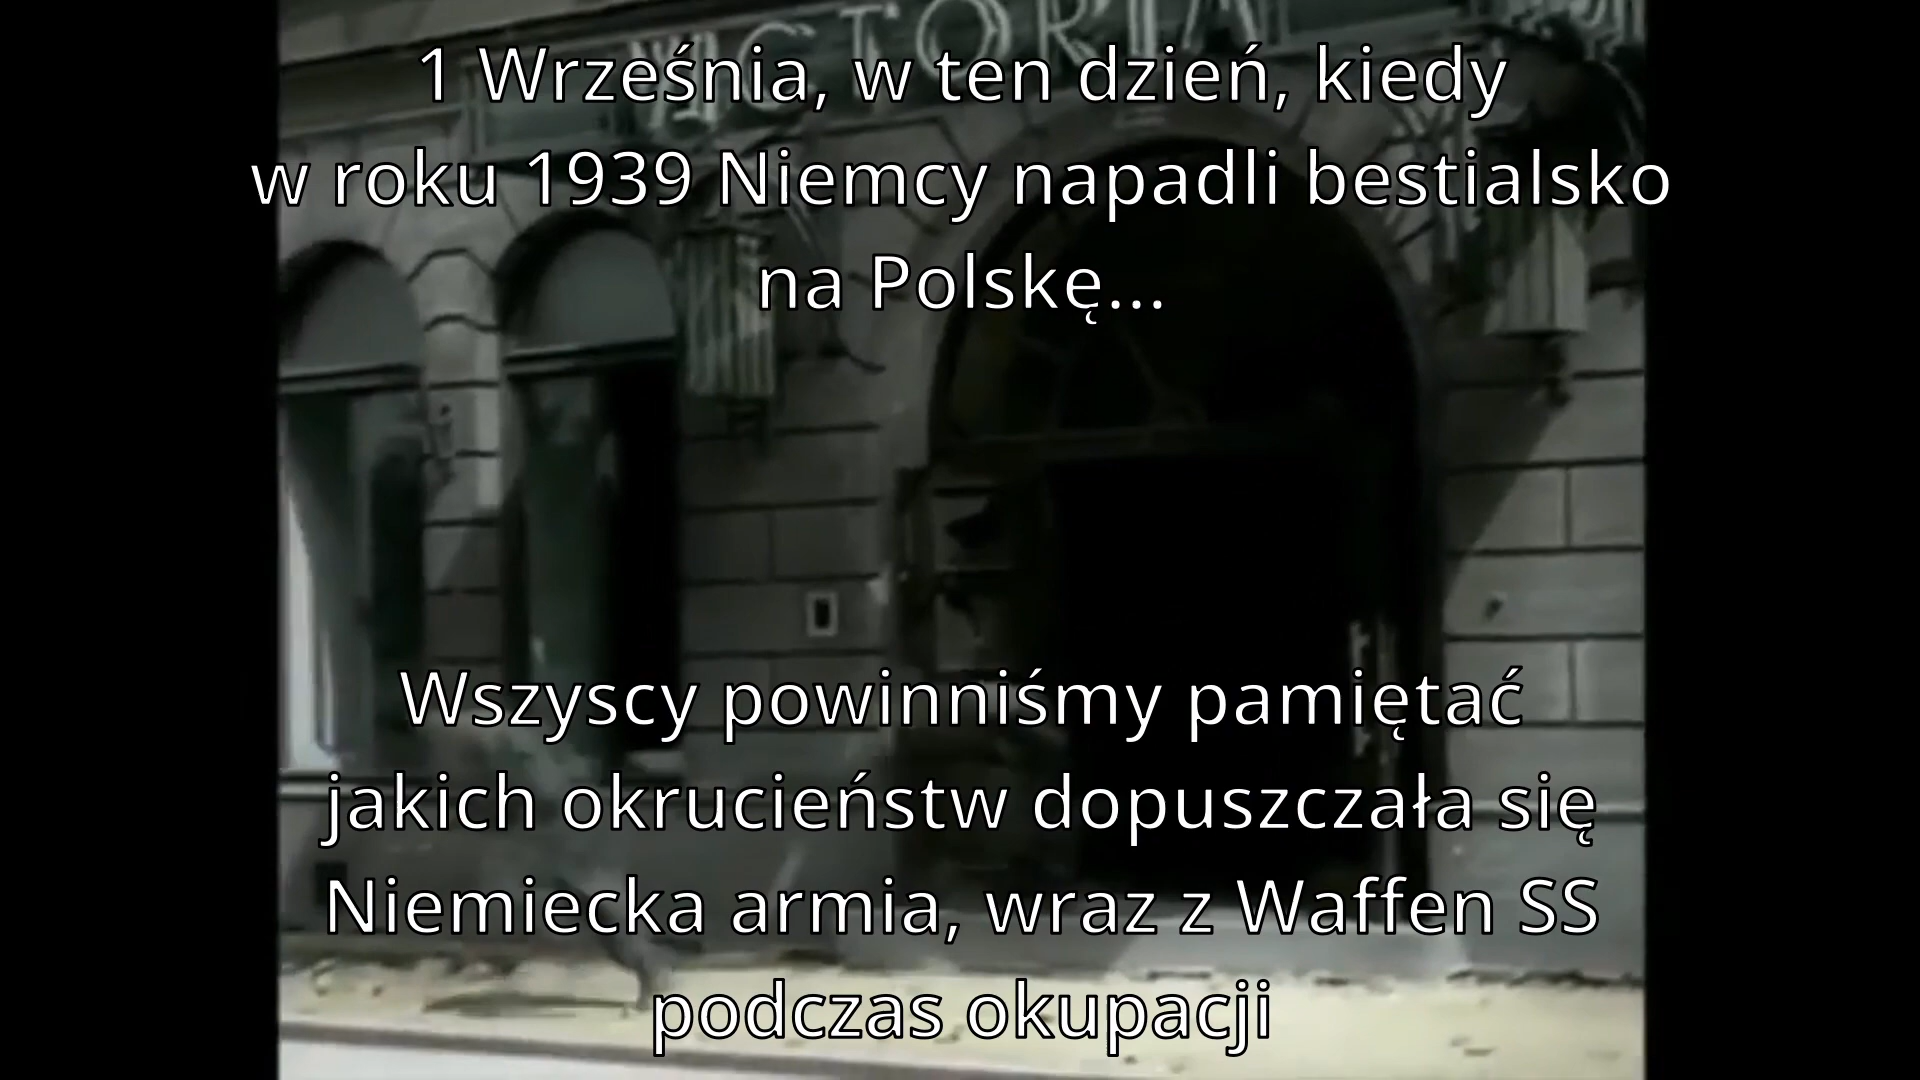 VICTORIA
1 Września, w ten dzień, kiedy
w roku 1939 Niemcy napadli bestialsko
na Polskę...
Wszyscy powinniśmy pamiętać
jakich okrucieństw dopuszczała się
Niemiecka armia, wraz z Waffen SS
podczas okupacji